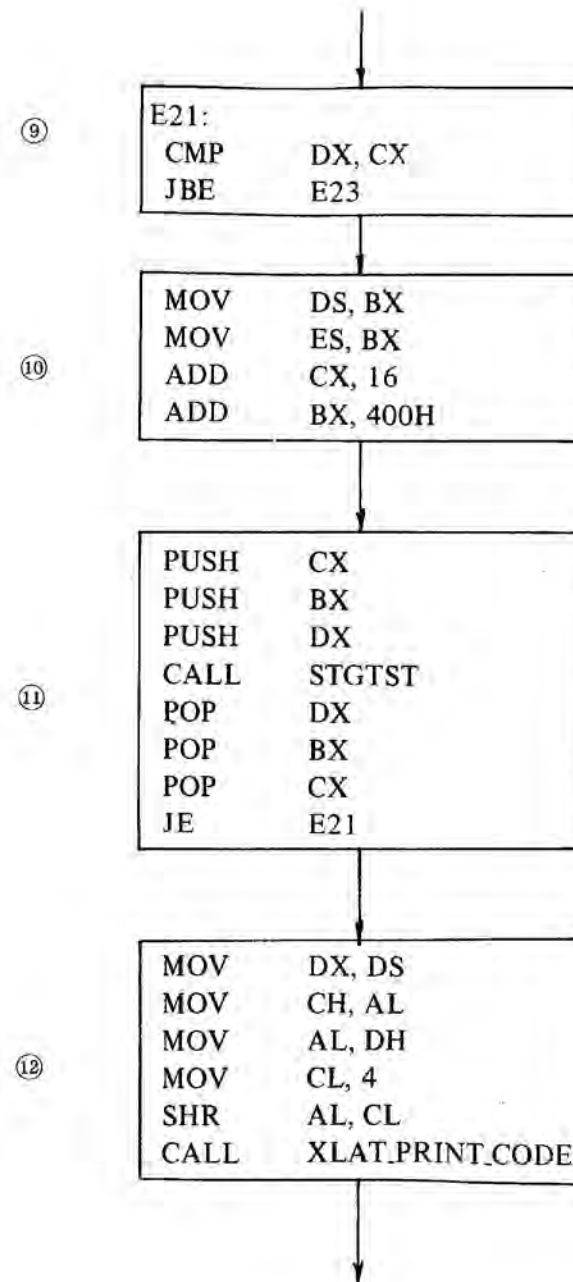 ⑨
E21:
CMP DX, CX
JBE E23
⑩
MOV DS, BX
MOV ES, BX
ADD CX, 16
ADD BX, 400H
⑪
PUSH CX
PUSH BX
PUSH DX
CALL STGTST
POP DX
POP BX
POP CX
JE E21
⑫
MOV DX, DS
MOV CH, AL
MOV AL, DH
MOV CL, 4
SHR AL, CL
CALL XLAT_PRINT_CODE